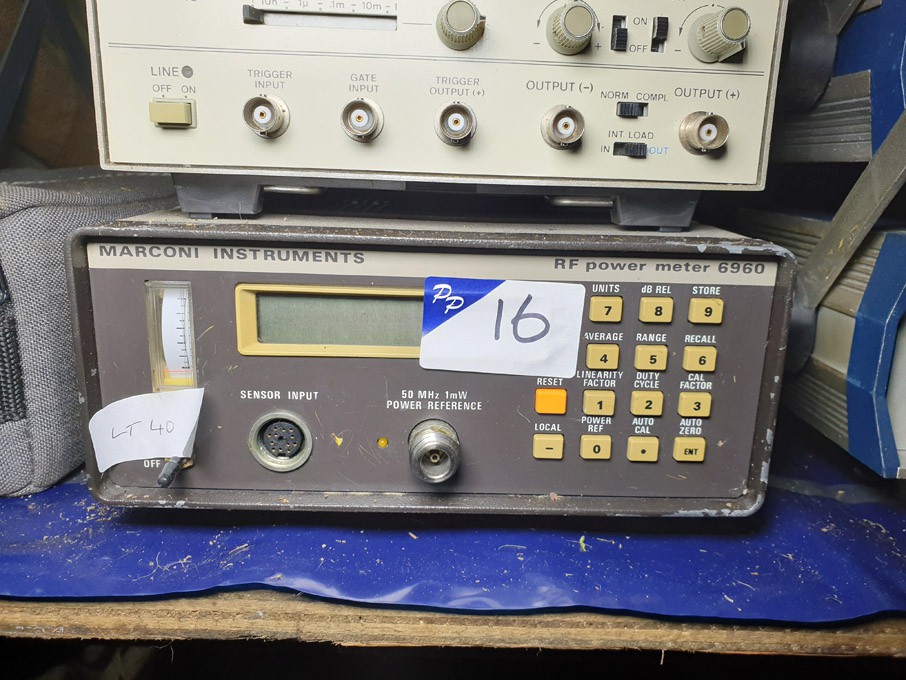 10n 1μ .1m 10m 1
- +
ON
OFF
-
LINE
OFF ON
TRIGGER INPUT
GATE INPUT
TRIGGER OUTPUT (+)
OUTPUT (-)
NORM COMPL
OUTPUT (+)
INT. LOAD
IN OUT
MARCONI INSTRUMENTS
RF power meter 6960
PP
16
UNITS dB REL STORE
7 8 9
AVERAGE RANGE RECALL
4 5 6
RESET
LINEARITY FACTOR
DUTY CYCLE
CAL FACTOR
1 2 3
LOCAL
POWER REF
AUTO CAL
AUTO ZERO
- 0 . ENT
SENSOR INPUT
50 MHz 1mW
POWER REFERENCE
LT 40
OFF